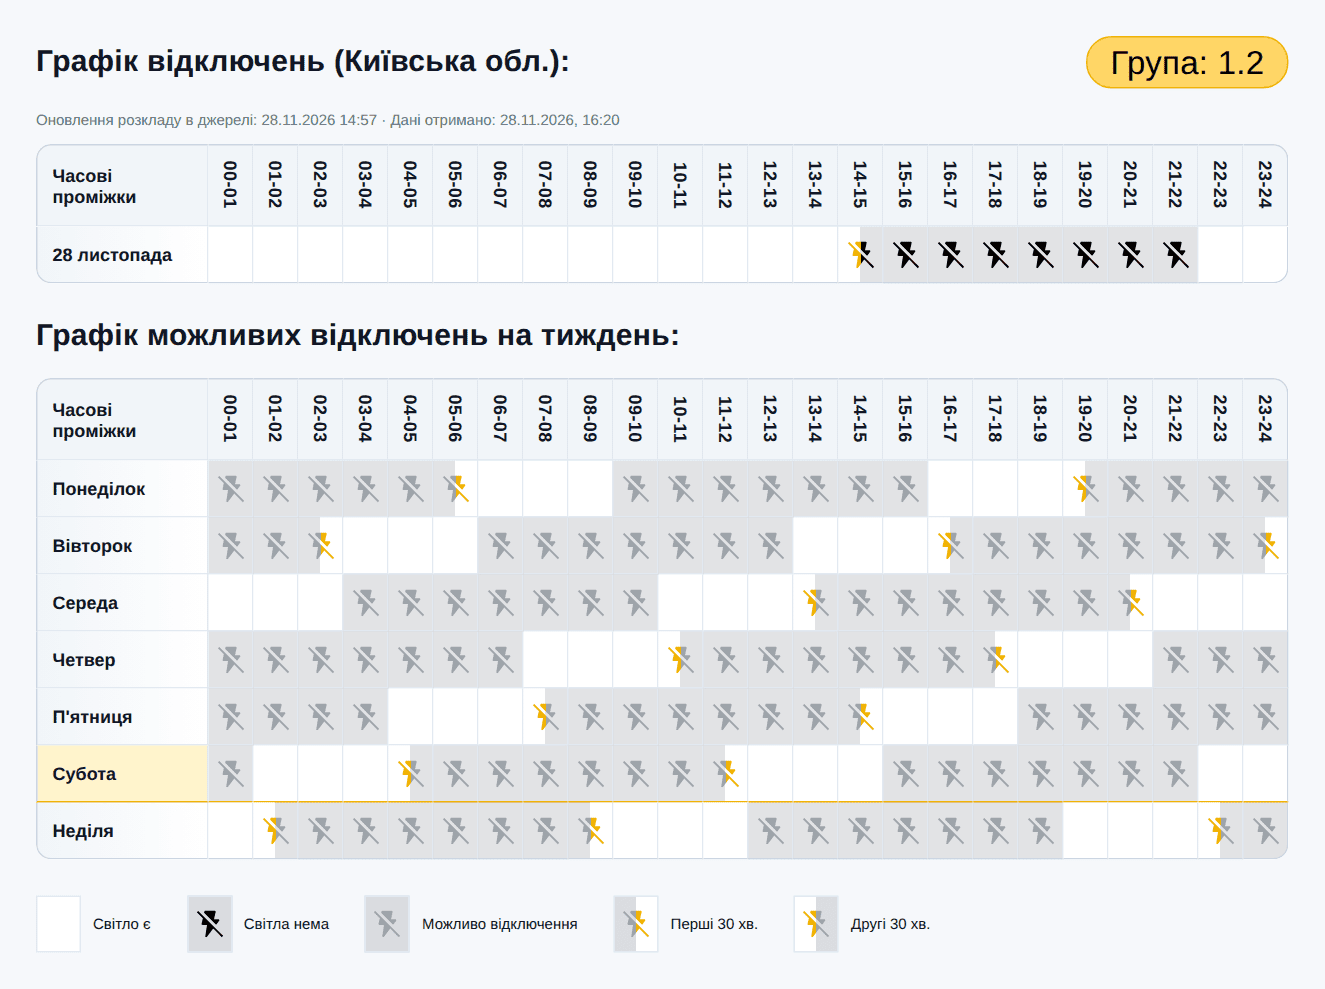 Графік відключень (Київська обл.):
Група: 1.2
Оновлення розкладу в джерелі: 28.11.2026 14:57 · Дані отримано: 28.11.2026, 16:20
Часові
проміжки
00-01 01-02 02-03 03-04 04-05 05-06 06-07 07-08 08-09 09-10 10-11 11-12 12-13 13-14 14-15 15-16 16-17 17-18 18-19 19-20 20-21 21-22 22-23 23-24
28 листопада
Графік можливих відключень на тиждень:
Часові
проміжки
00-01 01-02 02-03 03-04 04-05 05-06 06-07 07-08 08-09 09-10 10-11 11-12 12-13 13-14 14-15 15-16 16-17 17-18 18-19 19-20 20-21 21-22 22-23 23-24
Понеділок
Вівторок
Середа
Четвер
П'ятниця
Субота
Неділя
Світло є
Світла нема
Можливо відключення
Перші 30 хв.
Другі 30 хв.